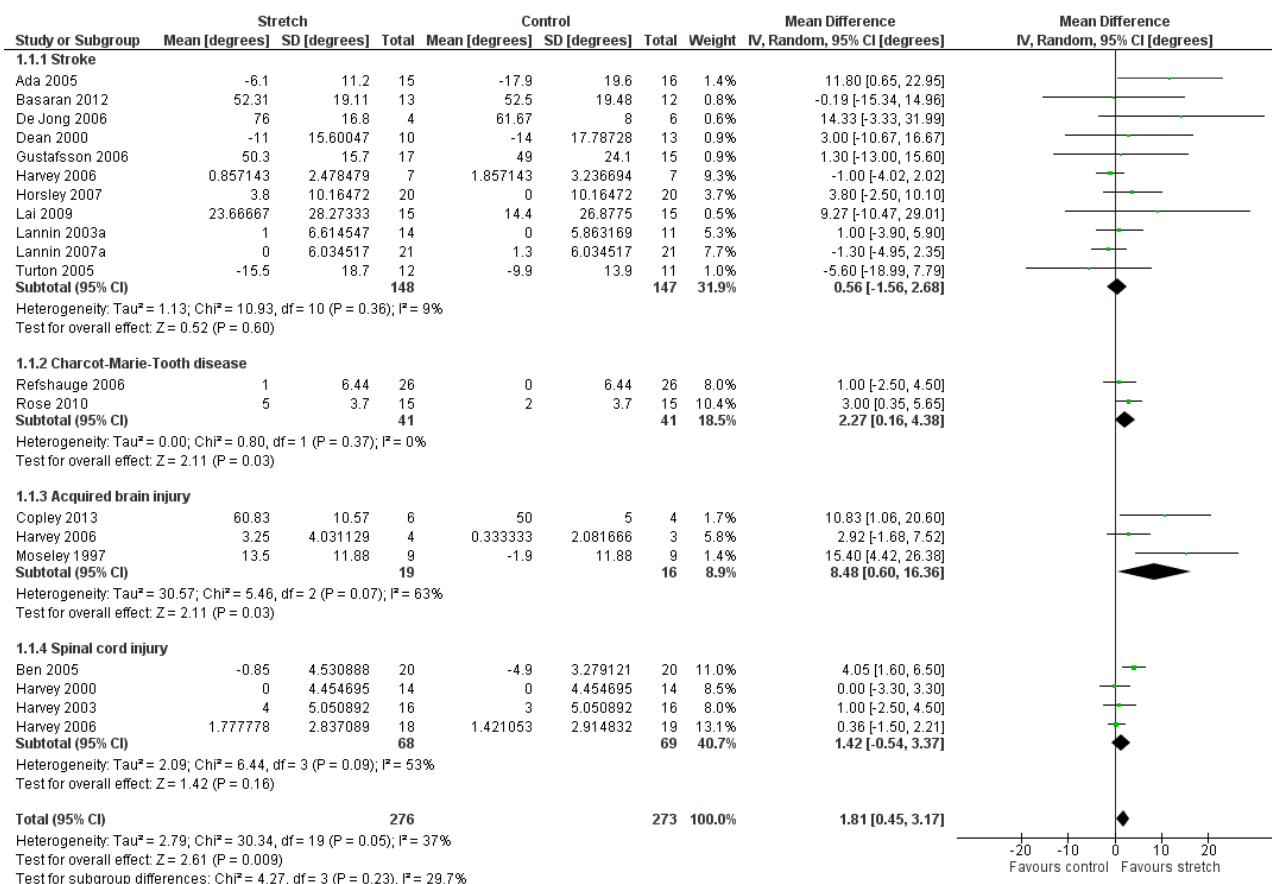 Stretch Control Mean Difference Mean Difference
Study or Subgroup Mean [degrees] SD [degrees] Total Mean [degrees] SD [degrees] Total Weight IV, Random, 95% CI [degrees] IV, Random, 95% CI [degrees]
1.1.1 Stroke
Ada 2005 -6.1 11.2 15 -17.9 19.6 16 1.4% 11.80 [0.65, 22.95]
Basaran 2012 52.31 19.11 13 52.5 19.48 12 0.8% -0.19 [-15.34, 14.96]
De Jong 2006 76 16.8 4 61.67 8 6 0.6% 14.33 [-3.33, 31.99]
Dean 2000 -11 15.60047 10 -14 17.78728 13 0.9% 3.00 [-10.67, 16.67]
Gustafsson 2006 50.3 15.7 17 49 24.1 15 0.9% 1.30 [-13.00, 15.60]
Harvey 2006 0.857143 2.478479 7 1.857143 3.236694 7 9.3% -1.00 [-4.02, 2.02]
Horsley 2007 3.8 10.16472 20 0 10.16472 20 3.7% 3.80 [-2.50, 10.10]
Lai 2009 23.66667 28.27333 15 14.4 26.8775 15 0.5% 9.27 [-10.47, 29.01]
Lannin 2003a 1 6.614547 14 0 5.863169 11 5.3% 1.00 [-3.90, 5.90]
Lannin 2007a 0 6.034517 21 1.3 6.034517 21 7.7% -1.30 [-4.95, 2.35]
Turton 2005 -15.5 18.7 12 -9.9 13.9 11 1.0% -5.60 [-18.99, 7.79]
Subtotal (95% CI) 148 147 31.9% 0.56 [-1.56, 2.68]
Heterogeneity: Tau² = 1.13; Chi² = 10.93, df = 10 (P = 0.36); I² = 9%
Test for overall effect: Z = 0.52 (P = 0.60)
1.1.2 Charcot-Marie-Tooth disease
Refshauge 2006 1 6.44 26 0 6.44 26 8.0% 1.00 [-2.50, 4.50]
Rose 2010 5 3.7 15 2 3.7 15 10.4% 3.00 [0.35, 5.65]
Subtotal (95% CI) 41 41 18.5% 2.27 [0.16, 4.38]
Heterogeneity: Tau² = 0.00; Chi² = 0.80, df = 1 (P = 0.37); I² = 0%
Test for overall effect: Z = 2.11 (P = 0.03)
1.1.3 Acquired brain injury
Copley 2013 60.83 10.57 6 50 5 4 1.7% 10.83 [1.06, 20.60]
Harvey 2006 3.25 4.031129 4 0.333333 2.081666 3 5.8% 2.92 [-1.68, 7.52]
Moseley 1997 13.5 11.88 9 -1.9 11.88 9 1.4% 15.40 [4.42, 26.38]
Subtotal (95% CI) 19 16 8.9% 8.48 [0.60, 16.36]
Heterogeneity: Tau² = 30.57; Chi² = 5.46, df = 2 (P = 0.07); I² = 63%
Test for overall effect: Z = 2.11 (P = 0.03)
1.1.4 Spinal cord injury
Ben 2005 -0.85 4.530888 20 -4.9 3.279121 20 11.0% 4.05 [1.60, 6.50]
Harvey 2000 0 4.454695 14 0 4.454695 14 8.5% 0.00 [-3.30, 3.30]
Harvey 2003 4 5.050892 16 3 5.050892 16 8.0% 1.00 [-2.50, 4.50]
Harvey 2006 1.777778 2.837089 18 1.421053 2.914832 19 13.1% 0.36 [-1.50, 2.21]
Subtotal (95% CI) 68 69 40.7% 1.42 [-0.54, 3.37]
Heterogeneity: Tau² = 2.09; Chi² = 6.44, df = 3 (P = 0.09); I² = 53%
Test for overall effect: Z = 1.42 (P = 0.16)
Total (95% CI) 276 273 100.0% 1.81 [0.45, 3.17]
Heterogeneity: Tau² = 2.79; Chi² = 30.34, df = 19 (P = 0.05); I² = 37%
Test for overall effect: Z = 2.61 (P = 0.009)
Test for subgroup differences: Chi² = 4.27, df = 3 (P = 0.23), I² = 29.7%
-20 -10 0 10 20
Favours control Favours stretch